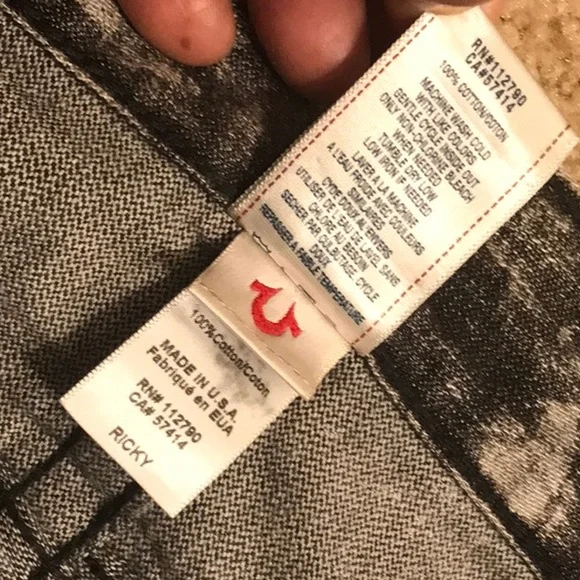 RN#112790
CA#57414
100% COTTON/COTON
MACHINE WASH COLD
WITH LIKE COLORS
GENTLE CYCLE INSIDE OUT.
ONLY NON-CHLORINE BLEACH
WHEN NEEDED
TUMBLE DRY LOW
LOW IRON IF NEEDED
LAVER A LA MACHINE
A L'EAU FROIDE AVEC COULEURS
SIMILAIRES
CYCLE DELICAT A L'ENVERS
UTILISER DE L'EAU DE JAVEL SANS
CHLORE AU BESOIN
SECHER PAR CULBUTAGE CYCLE
DOUX
REPASSER A FAIBLE TEMPERATURE
100%Cotton/Coton
MADE IN U.S.A.
Fabriqué en EUA
RN# 112790
CA# 57414
RICKY